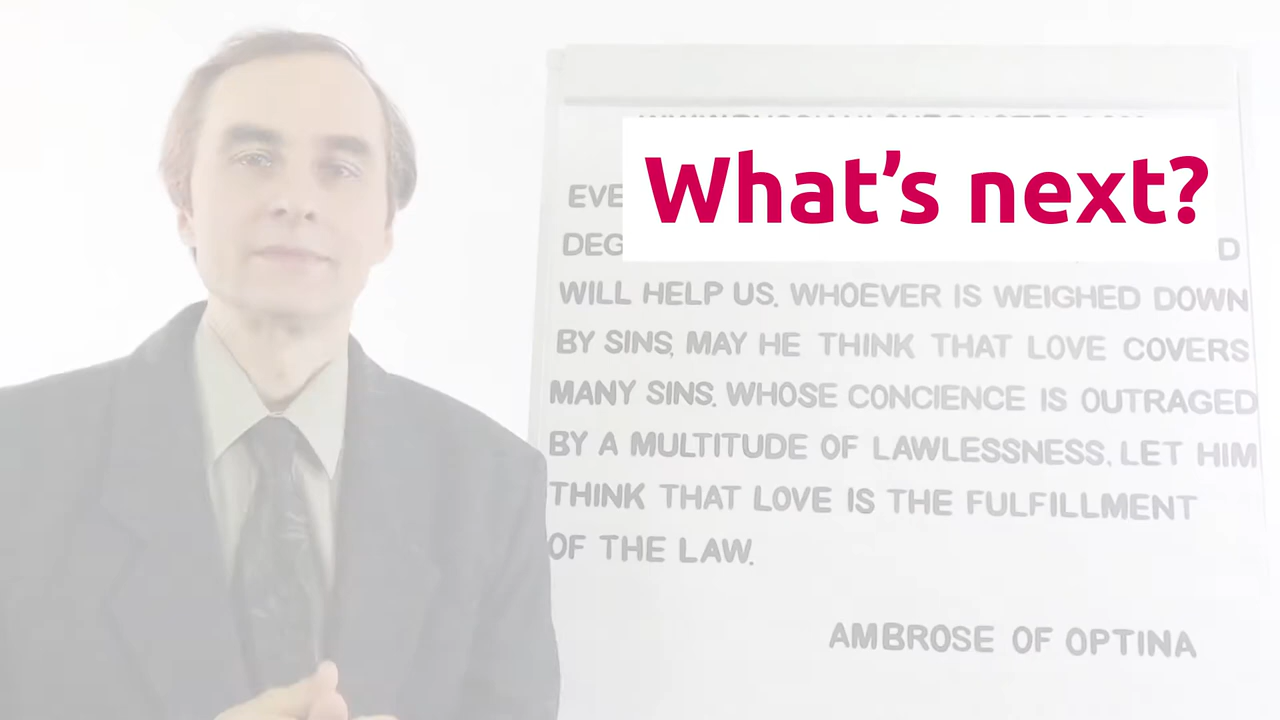 What's next?
EVE
DEG D
WILL HELP US. WHOEVER IS WEIGHED DOWN
BY SINS, MAY HE THINK THAT LOVE COVERS
MANY SINS. WHOSE CONCIENCE IS OUTRAGED
BY A MULTITUDE OF LAWLESSNESS, LET HIM
THINK THAT LOVE IS THE FULFILLMENT
OF THE LAW.
AMBROSE OF OPTINA